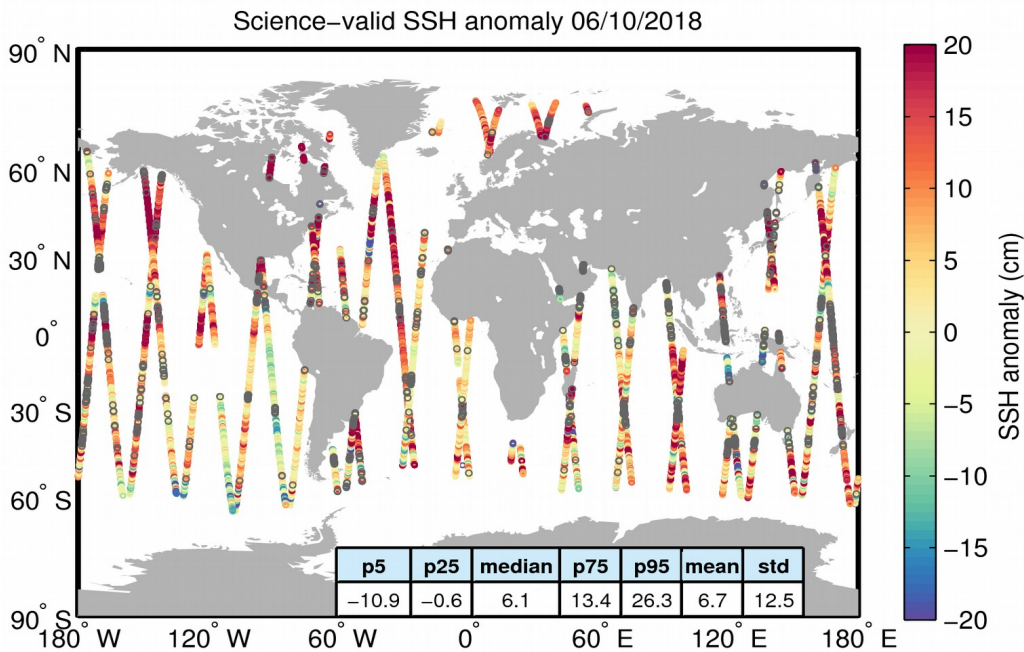 Science−valid SSH anomaly 06/10/2018
90° N
60° N
30° N
0°
30° S
60° S
90° S
180° W 120° W 60° W 0° 60° E 120° E 180° E
p5 p25 median p75 p95 mean std
−10.9 −0.6 6.1 13.4 26.3 6.7 12.5
20
15
10
5
0
−5
−10
−15
−20
SSH anomaly (cm)